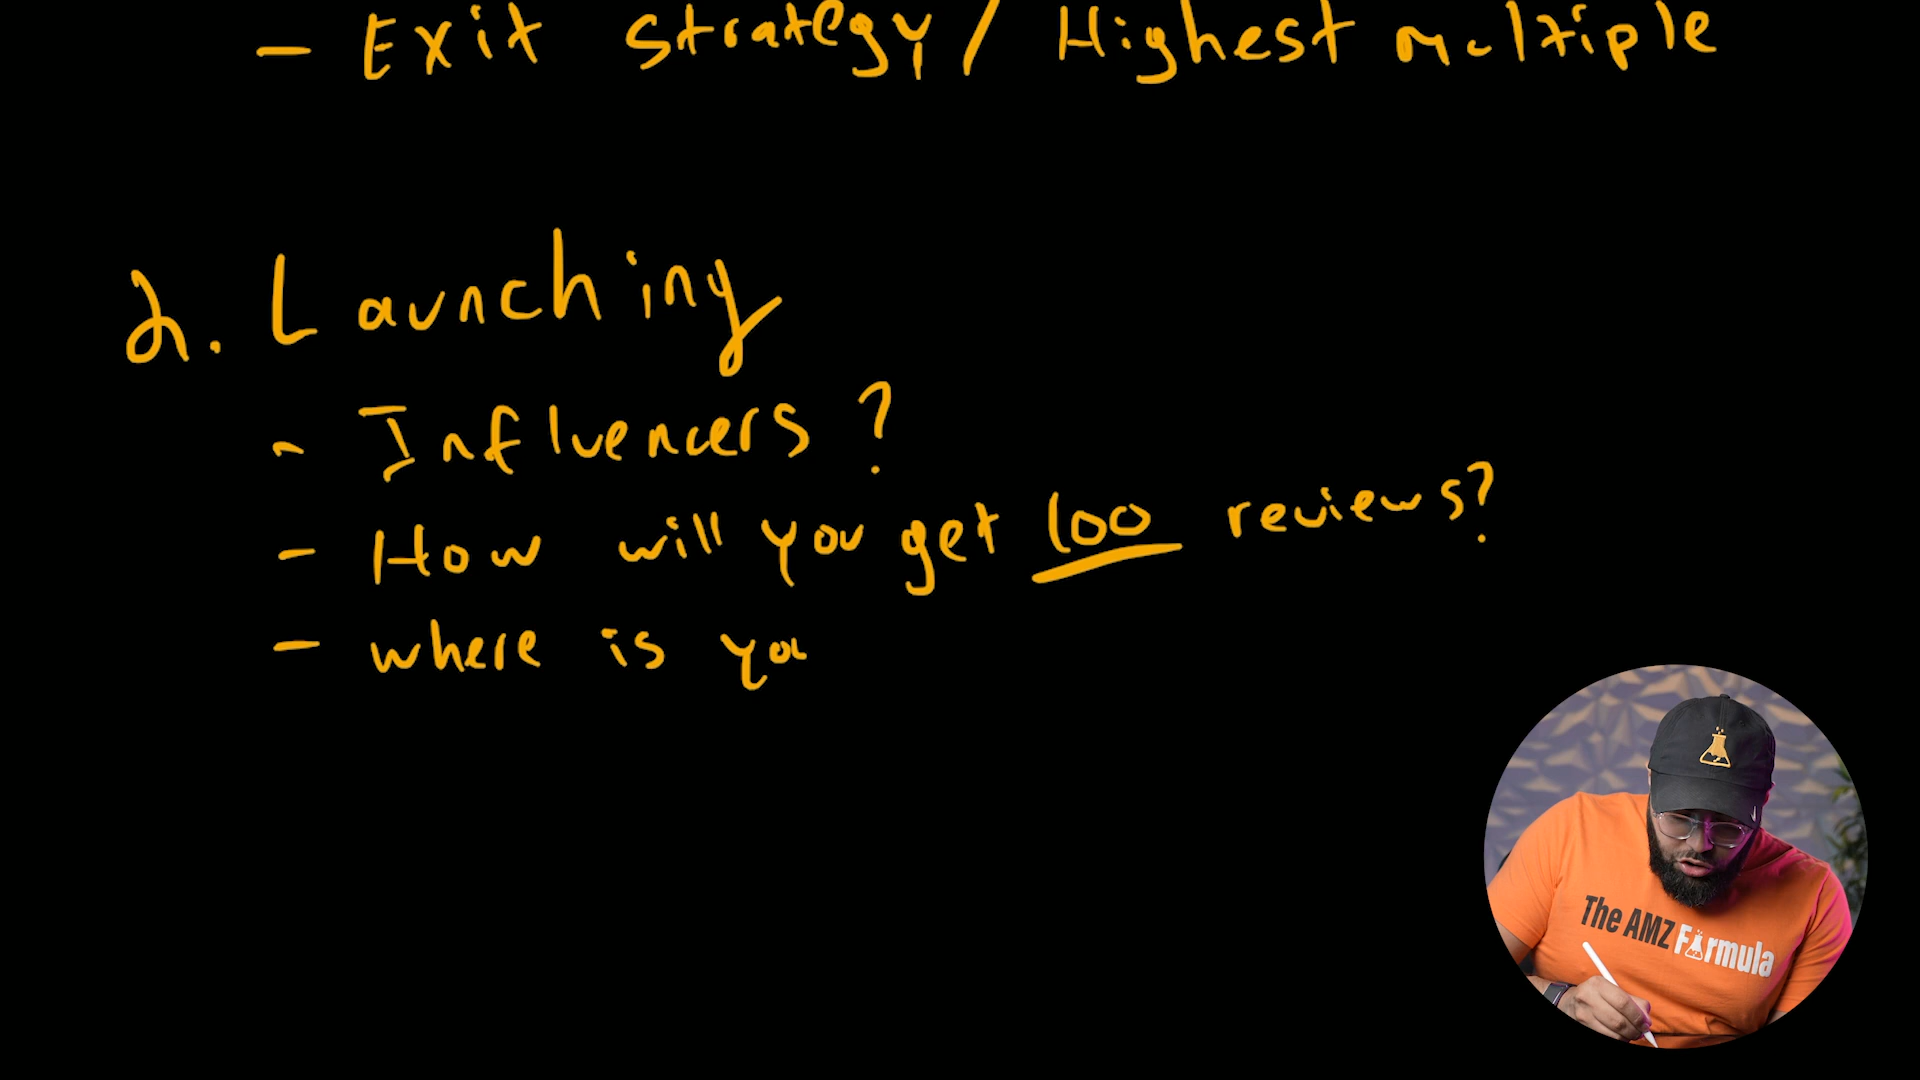 - Exit strategy / Highest multiple
2. Launching
- Influencers?
- How will you get 100 reviews?
- where is you
The AMZ Formula